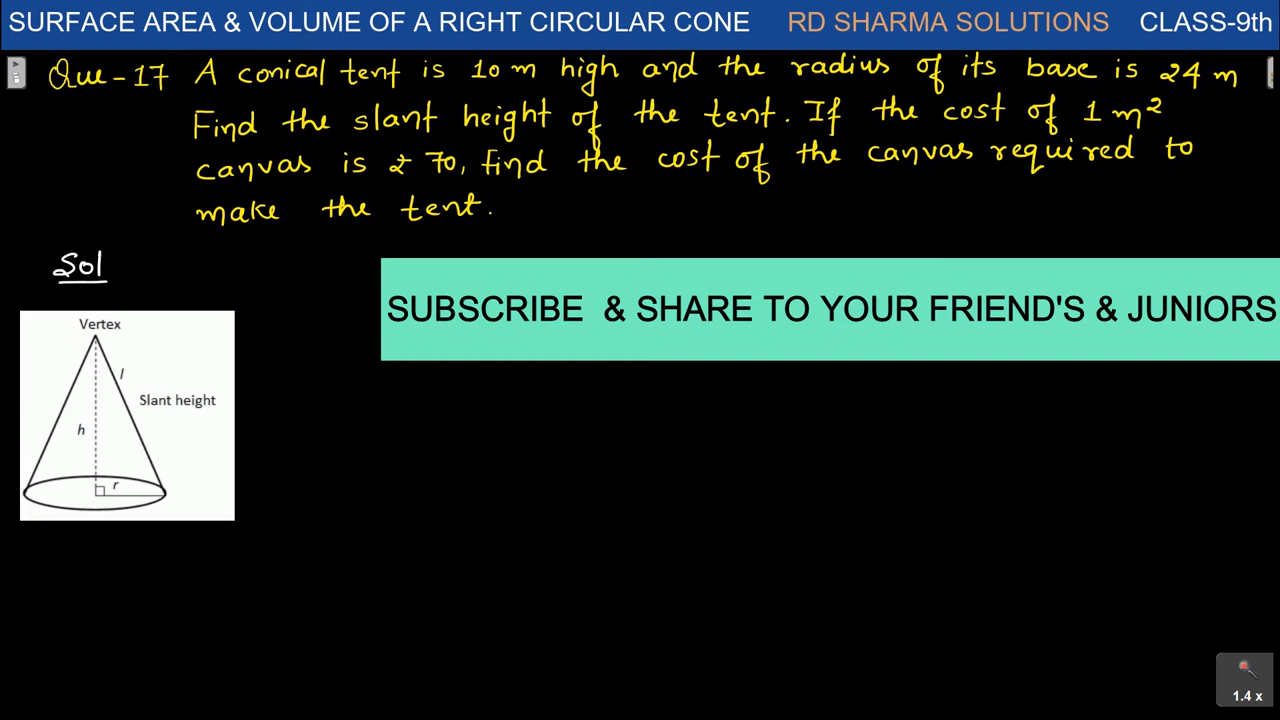 SURFACE AREA & VOLUME OF A RIGHT CIRCULAR CONE RD SHARMA SOLUTIONS CLASS-9th
Que-17 A conical tent is 10 m high and the radius of its base is 24 m
Find the slant height of the tent. If the cost of 1 m²
canvas is ₹ 70, find the cost of the canvas required to
make the tent.
Sol
SUBSCRIBE & SHARE TO YOUR FRIEND'S & JUNIORS
Vertex
l
Slant height
h
r
1.4 x